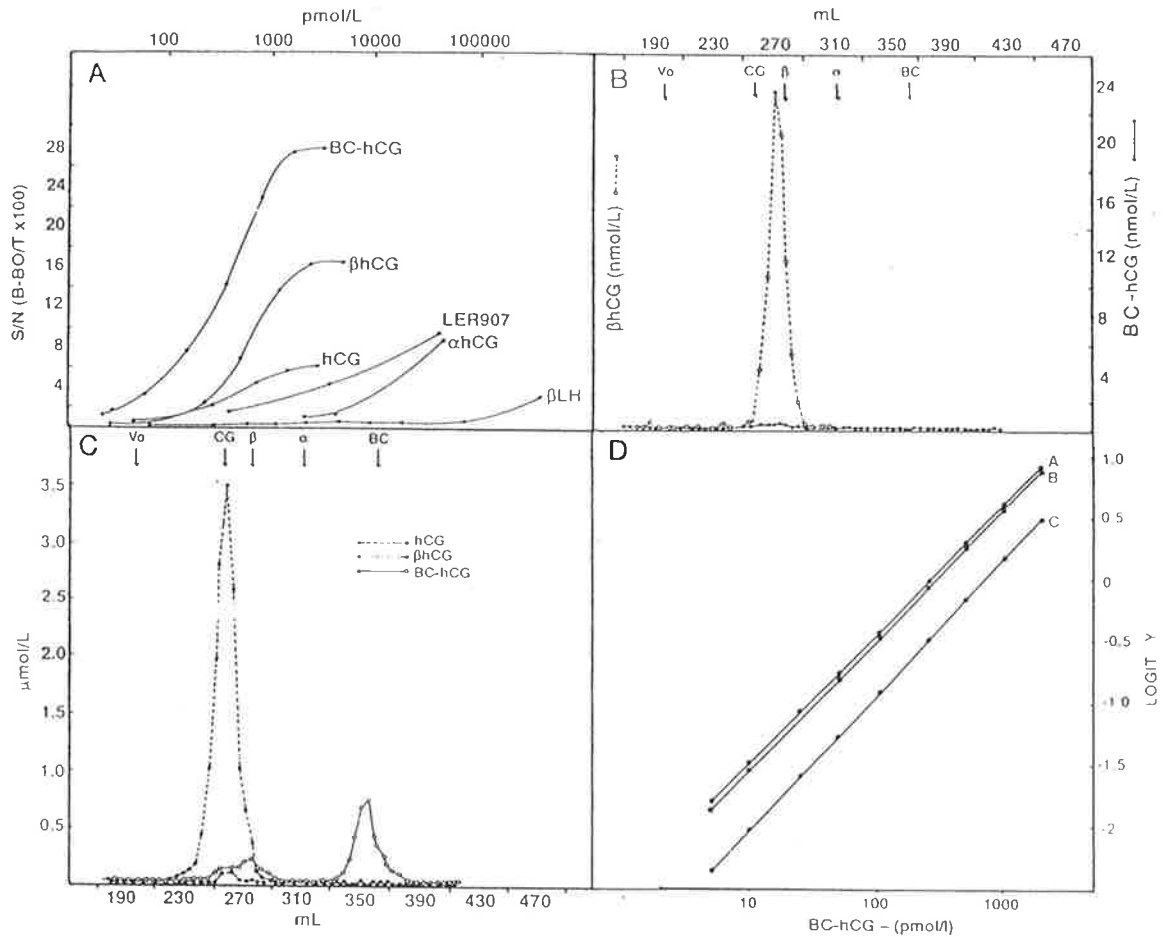 pmol/L
100 1000 10000 100000
A
S/N (B-BO/T x100)
28
24
20
16
12
8
4
BC-hCG
βhCG
hCG
LER907
αhCG
βLH
mL
190 230 270 310 350 390 430 470
B
Vo CG β α BC
βhCG (nmol/L)
BC-hCG (nmol/L)
24
20
16
12
8
4
C
Vo CG β α BC
μmol/L
3.5
3.0
2.5
2.0
1.0
0.5
hCG
βhCG
BC-hCG
190 230 270 310 350 390 430 470
mL
D
A
B
C
1.0
0.5
0
-0.5
-1.0
-1.5
-2
LOGIT Y
10 100 1000
BC-hCG – (pmol/l)